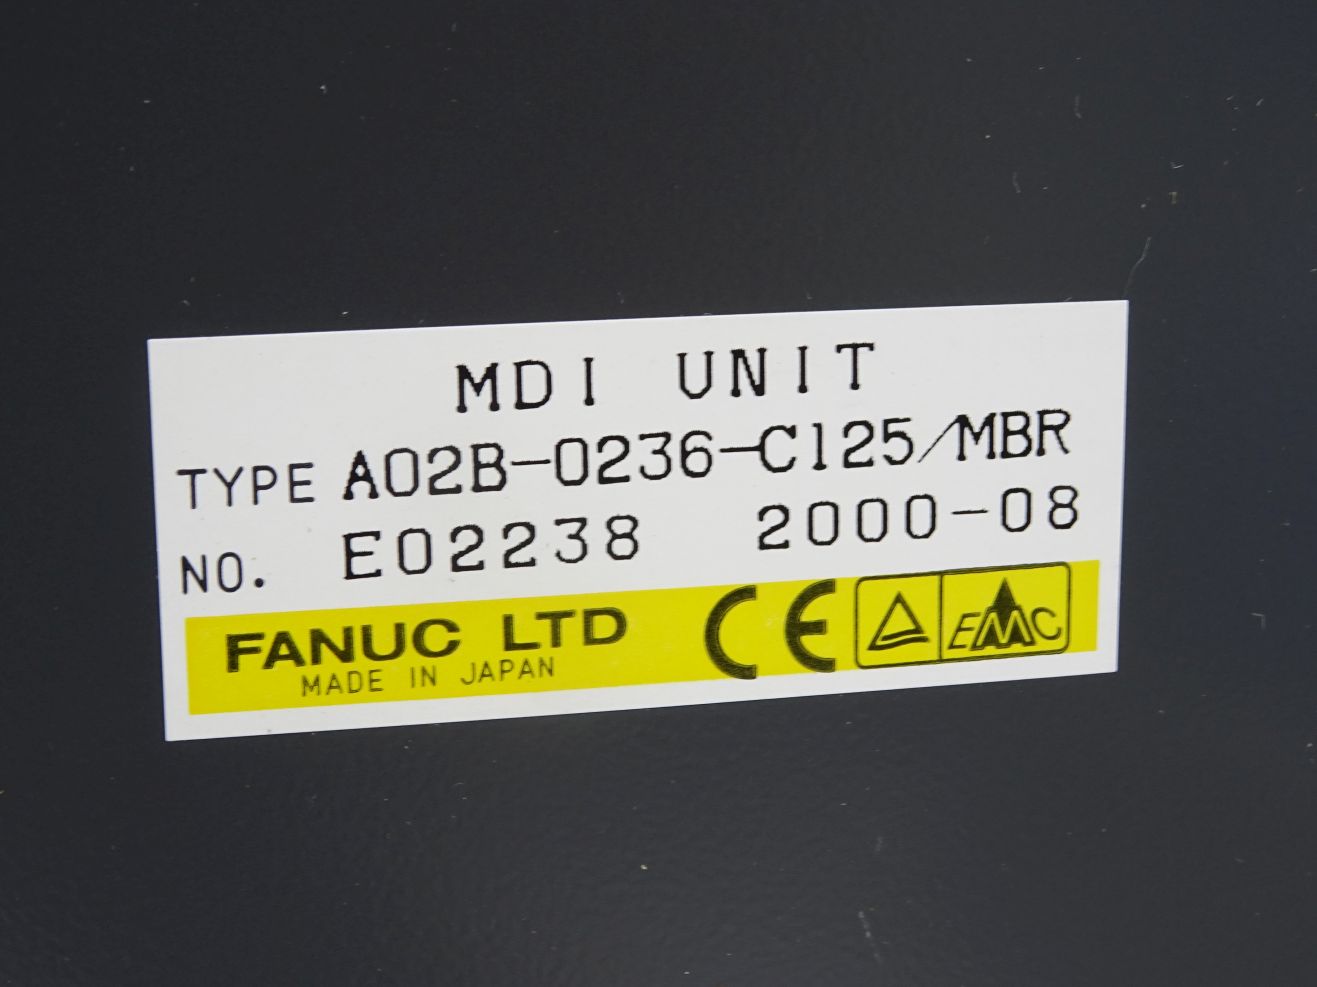 MDI UNIT
TYPE A02B-0236-C125/MBR
NO. E02238 2000-08
FANUC LTD CE EMC
MADE IN JAPAN